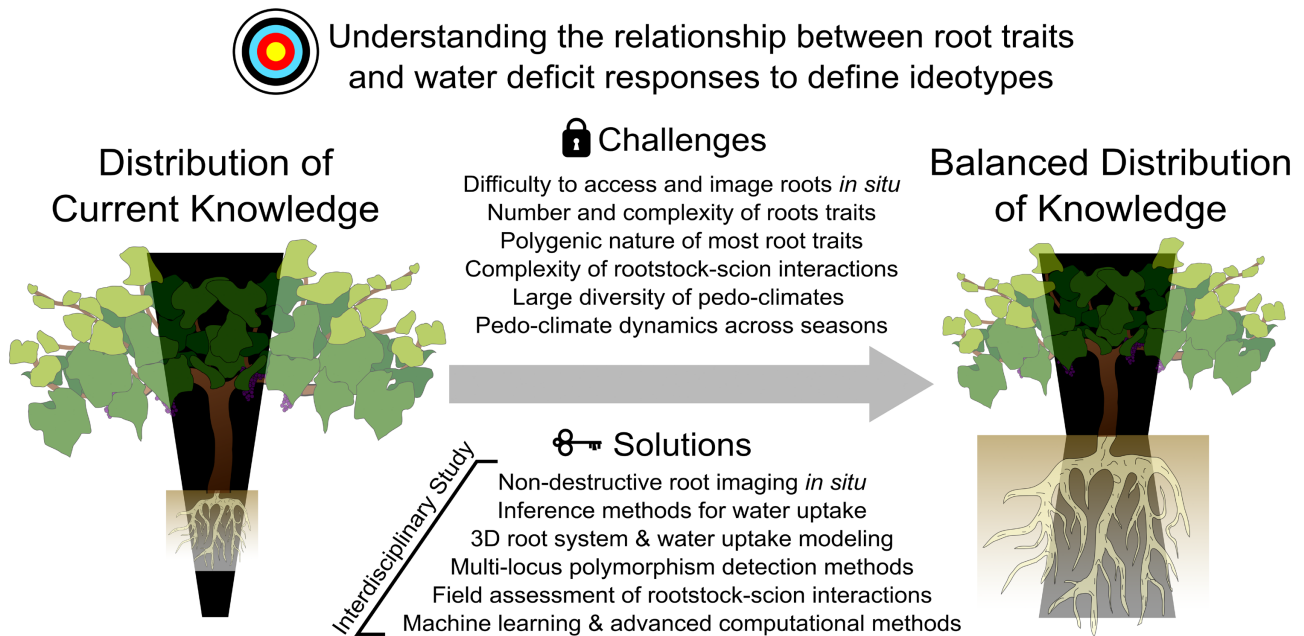 Understanding the relationship between root traits
and water deficit responses to define ideotypes
Distribution of
Current Knowledge
Challenges
Difficulty to access and image roots in situ
Number and complexity of roots traits
Polygenic nature of most root traits
Complexity of rootstock-scion interactions
Large diversity of pedo-climates
Pedo-climate dynamics across seasons
Balanced Distribution
of Knowledge
Solutions
Interdisciplinary Study
Non-destructive root imaging in situ
Inference methods for water uptake
3D root system & water uptake modeling
Multi-locus polymorphism detection methods
Field assessment of rootstock-scion interactions
Machine learning & advanced computational methods